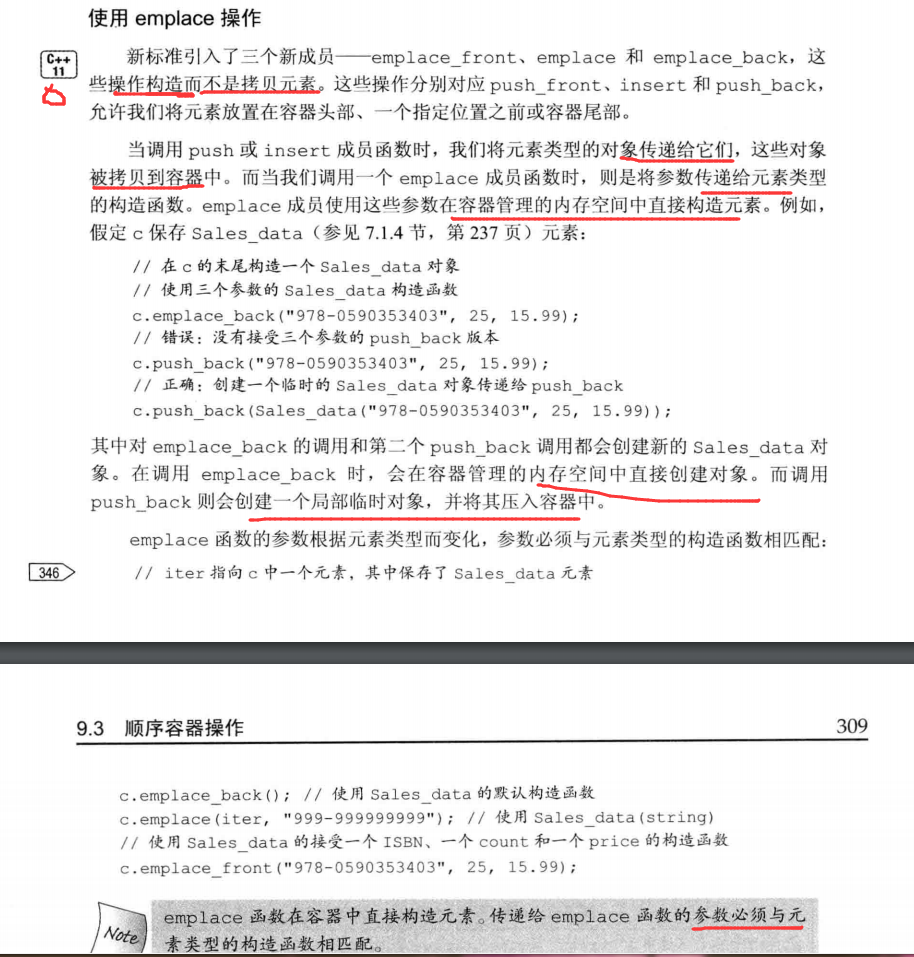 使用 emplace 操作
C++
11
新标准引入了三个新成员——emplace_front、emplace 和 emplace_back，这
些操作构造而不是拷贝元素。这些操作分别对应 push_front、insert 和 push_back，
允许我们将元素放置在容器头部、一个指定位置之前或容器尾部。
当调用 push 或 insert 成员函数时，我们将元素类型的对象传递给它们，这些对象
被拷贝到容器中。而当我们调用一个 emplace 成员函数时，则是将参数传递给元素类型
的构造函数。emplace 成员使用这些参数在容器管理的内存空间中直接构造元素。例如，
假定 c 保存 Sales_data（参见 7.1.4 节，第 237 页）元素：
// 在 c 的末尾构造一个 Sales_data 对象
// 使用三个参数的 Sales_data 构造函数
c.emplace_back("978-0590353403", 25, 15.99);
// 错误：没有接受三个参数的 push_back 版本
c.push_back("978-0590353403", 25, 15.99);
// 正确：创建一个临时的 Sales_data 对象传递给 push_back
c.push_back(Sales_data("978-0590353403", 25, 15.99));
其中对 emplace_back 的调用和第二个 push_back 调用都会创建新的 Sales_data 对
象。在调用 emplace_back 时，会在容器管理的内存空间中直接创建对象。而调用
push_back 则会创建一个局部临时对象，并将其压入容器中。
emplace 函数的参数根据元素类型而变化，参数必须与元素类型的构造函数相匹配：
346
// iter 指向 c 中一个元素，其中保存了 Sales_data 元素
9.3 顺序容器操作 309
c.emplace_back(); // 使用 Sales_data 的默认构造函数
c.emplace(iter, "999-999999999"); // 使用 Sales_data(string)
// 使用 Sales_data 的接受一个 ISBN、一个 count 和一个 price 的构造函数
c.emplace_front("978-0590353403", 25, 15.99);
Note
emplace 函数在容器中直接构造元素。传递给 emplace 函数的参数必须与元
素类型的构造函数相匹配。